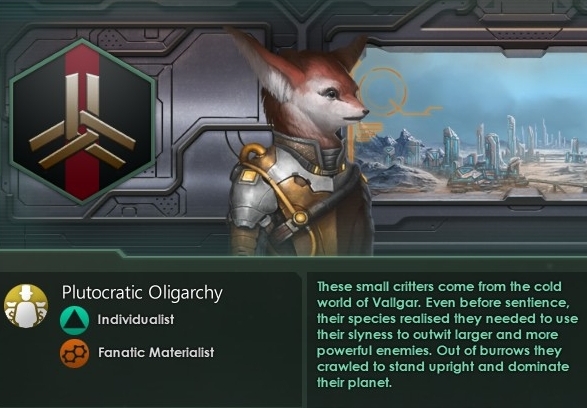 Plutocratic Oligarchy
Individualist
Fanatic Materialist
These small critters come from the cold
world of Vallgar. Even before sentience,
their species realised they needed to use
their slyness to outwit larger and more
powerful enemies. Out of burrows they
crawled to stand upright and dominate
their planet.